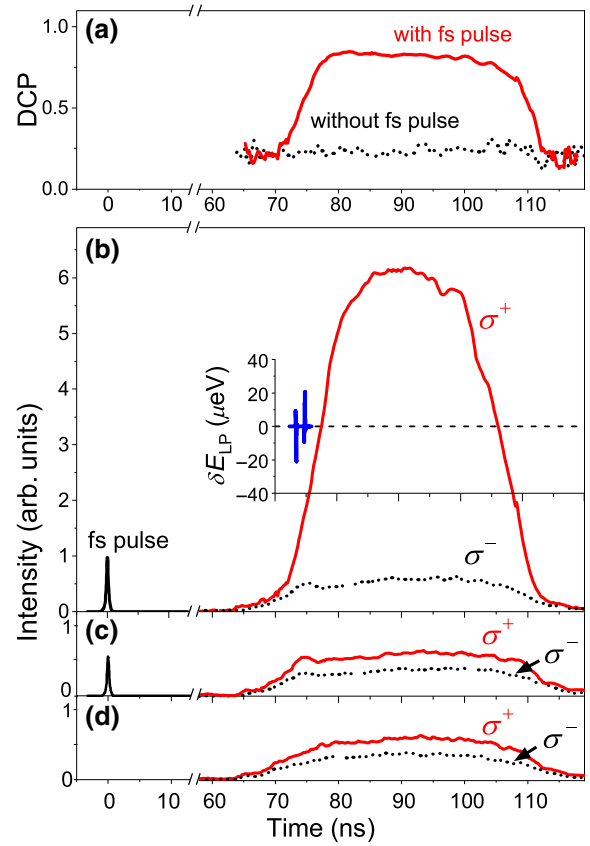 (a)
with fs pulse
without fs pulse
DCP
1.0
0.5
0.0
0 10 60 70 80 90 100 110
(b)
6
5
4
3
2
1
0
σ+
σ−
fs pulse
δE_LP (μeV)
40
20
0
−20
−40
Intensity (arb. units)
(c)
1
0
σ+
σ−
(d)
1
0
σ+
σ−
0 10 60 70 80 90 100 110
Time (ns)